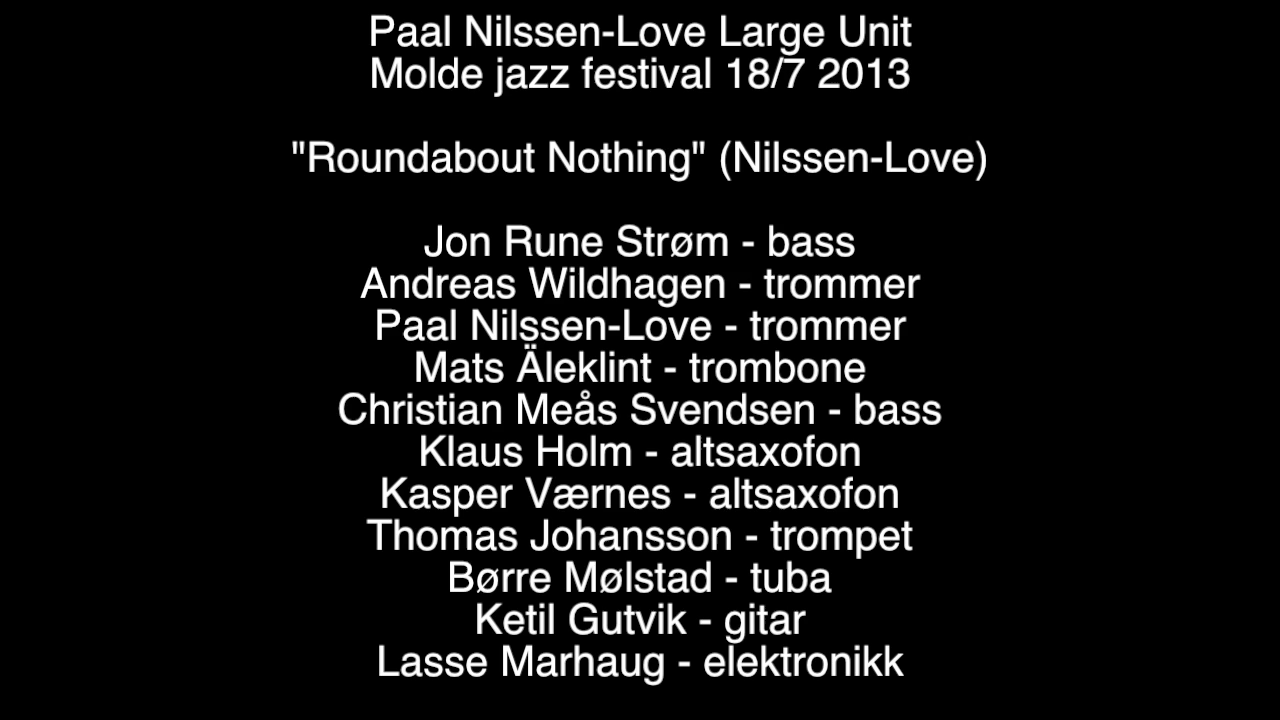 Paal Nilssen-Love Large Unit
Molde jazz festival 18/7 2013
"Roundabout Nothing" (Nilssen-Love)
Jon Rune Strøm - bass
Andreas Wildhagen - trommer
Paal Nilssen-Love - trommer
Mats Äleklint - trombone
Christian Meås Svendsen - bass
Klaus Holm - altsaxofon
Kasper Værnes - altsaxofon
Thomas Johansson - trompet
Børre Mølstad - tuba
Ketil Gutvik - gitar
Lasse Marhaug - elektronikk